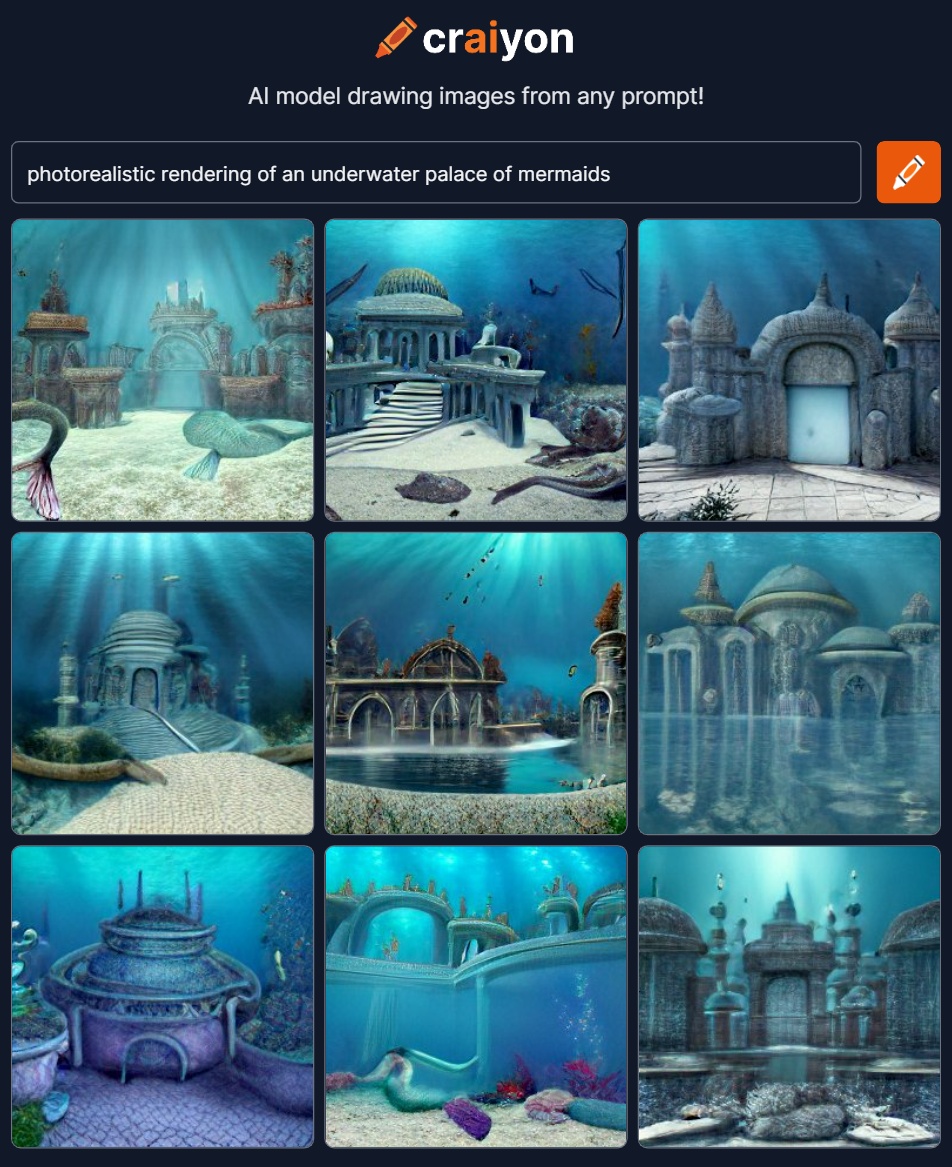 craiyon
AI model drawing images from any prompt!
photorealistic rendering of an underwater palace of mermaids